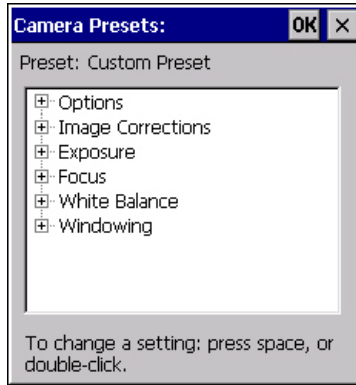 Camera Presets: OK ×
Preset: Custom Preset
Options
Image Corrections
Exposure
Focus
White Balance
Windowing
To change a setting: press space, or
double-click.